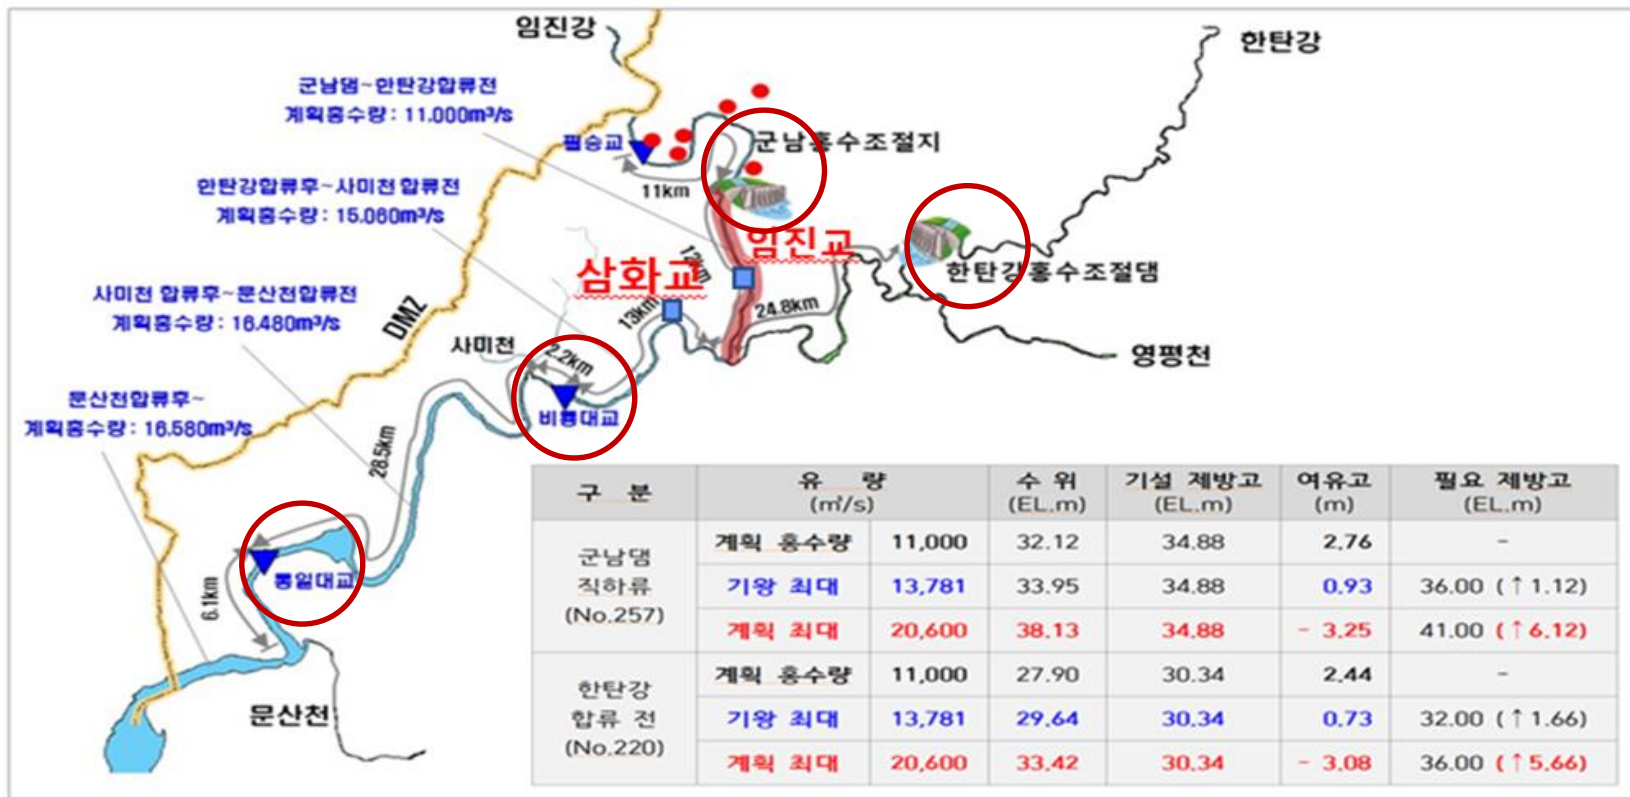 임진강
한탄강
군남댐~한탄강합류전
계획홍수량 : 11.000m³/s
필승교
군남홍수조절지
11km
한탄강합류후~사미천 합류전
계획홍수량 : 15.060m³/s
12km
임진교
삼화교
한탄강홍수조절댐
사미천 합류후~문산천합류전
계획홍수량 : 16.480m³/s
DMZ
13km
24.8km
사미천
2.2km
영평천
문산천합류후~
계획홍수량 : 16.580m³/s
비룡대교
28.5km
통일대교
6.1km
문산천
구 분 유 량 (㎥/s) 수 위 (EL.m) 기설 제방고 (EL.m) 여유고 (m) 필요 제방고 (EL.m)
군남댐 직하류 (No.257)
계획 홍수량 11,000 32.12 34.88 2.76 -
기왕 최대 13,781 33.95 34.88 0.93 36.00 (↑1.12)
계획 최대 20,600 38.13 34.88 - 3.25 41.00 (↑6.12)
한탄강 합류 전 (No.220)
계획 홍수량 11,000 27.90 30.34 2.44 -
기왕 최대 13,781 29.64 30.34 0.73 32.00 (↑1.66)
계획 최대 20,600 33.42 30.34 - 3.08 36.00 (↑5.66)